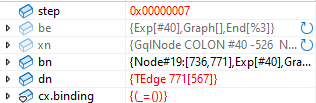 step 0x00000007
be {Exp[#40],Graph[],End[%3]}
xn {GqlNode COLON #40 -526 N
bn {Node#19:[736,771],Exp[#40],Gra
dn {TEdge 771[567]}
cx.binding {(_=())}